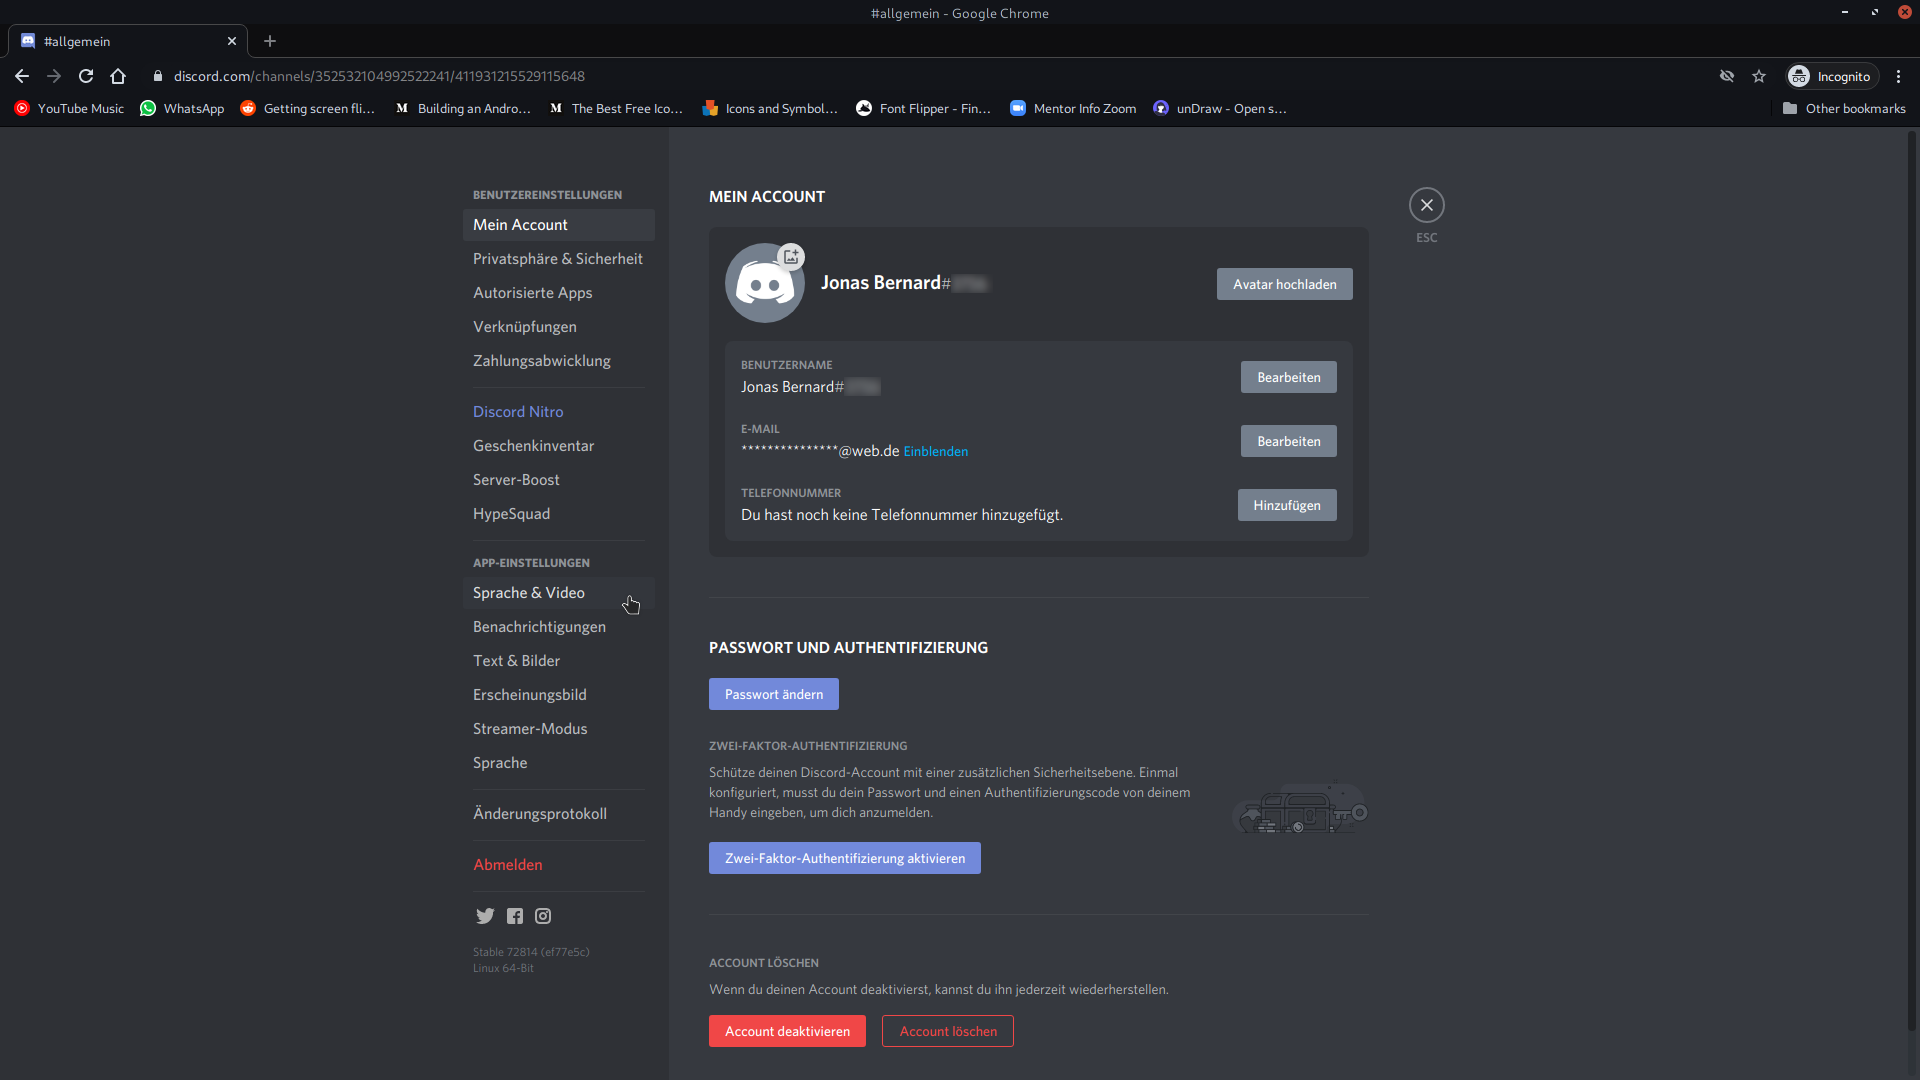 #allgemein - Google Chrome
#allgemein
discord.com/channels/352532104992522241/411931215529115648
Incognito
YouTube Music
WhatsApp
Getting screen fli...
Building an Andro...
The Best Free Ico...
Icons and Symbol...
Font Flipper - Fin...
Mentor Info Zoom
unDraw - Open s...
Other bookmarks
BENUTZEREINSTELLUNGEN
Mein Account
Privatsphäre & Sicherheit
Autorisierte Apps
Verknüpfungen
Zahlungsabwicklung
Discord Nitro
Geschenkinventar
Server-Boost
HypeSquad
APP-EINSTELLUNGEN
Sprache & Video
Benachrichtigungen
Text & Bilder
Erscheinungsbild
Streamer-Modus
Sprache
Änderungsprotokoll
Abmelden
Stable 72814 (ef77e5c)
Linux 64-Bit
MEIN ACCOUNT
ESC
Jonas Bernard#
Avatar hochladen
BENUTZERNAME
Jonas Bernard#
Bearbeiten
E-MAIL
***************@web.de Einblenden
Bearbeiten
TELEFONNUMMER
Du hast noch keine Telefonnummer hinzugefügt.
Hinzufügen
PASSWORT UND AUTHENTIFIZIERUNG
Passwort ändern
ZWEI-FAKTOR-AUTHENTIFIZIERUNG
Schütze deinen Discord-Account mit einer zusätzlichen Sicherheitsebene. Einmal
konfiguriert, musst du dein Passwort und einen Authentifizierungscode von deinem
Handy eingeben, um dich anzumelden.
Zwei-Faktor-Authentifizierung aktivieren
ACCOUNT LÖSCHEN
Wenn du deinen Account deaktivierst, kannst du ihn jederzeit wiederherstellen.
Account deaktivieren
Account löschen